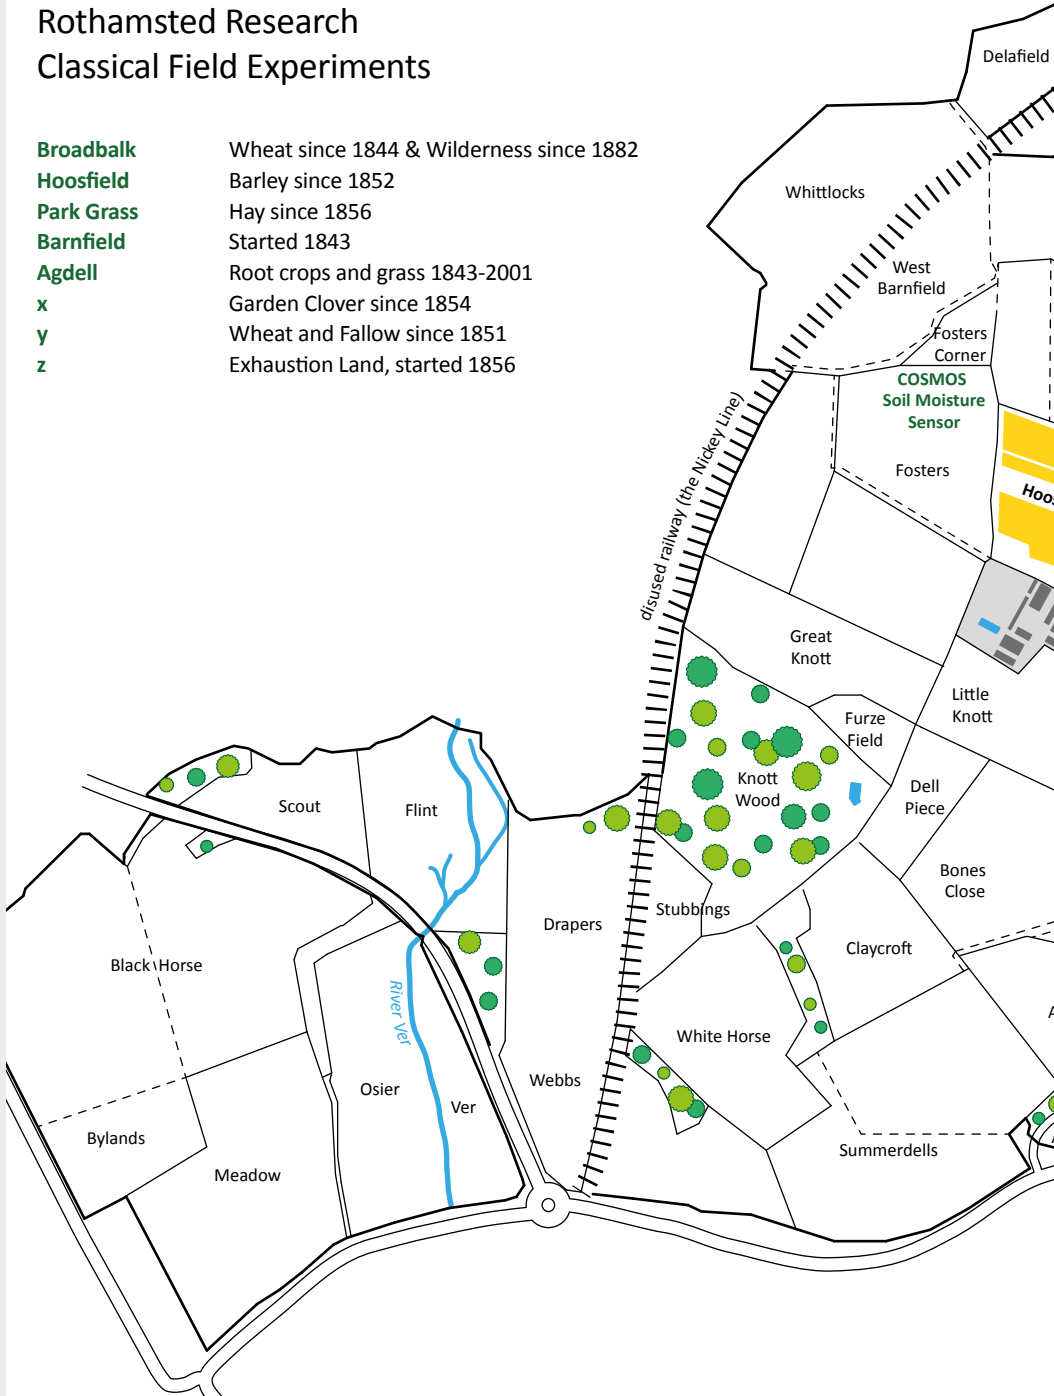 Rothamsted Research
Classical Field Experiments
Broadbalk Wheat since 1844 & Wilderness since 1882
Hoosfield Barley since 1852
Park Grass Hay since 1856
Barnfield Started 1843
Agdell Root crops and grass 1843-2001
x Garden Clover since 1854
y Wheat and Fallow since 1851
z Exhaustion Land, started 1856
Delafield
Whittlocks
West
Barnfield
Fosters
Corner
COSMOS
Soil Moisture
Sensor
Fosters
Hoos
disused railway (the Nickey Line)
Great
Knott
Little
Knott
Furze
Field
Knott
Wood
Dell
Piece
Scout
Flint
Bones
Close
Stubbings
Drapers
Claycroft
Black Horse
River Ver
White Horse
Webbs
Osier
Ver
Bylands
Meadow
Summerdells